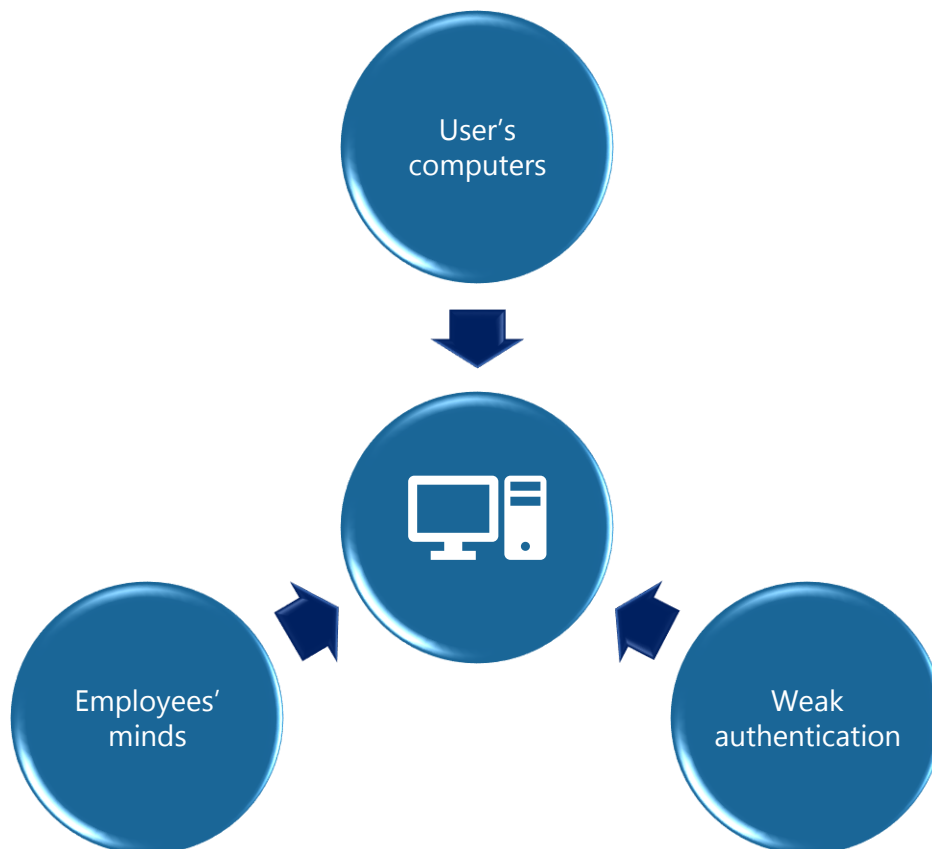 User’s
computers
Employees’
minds
Weak
authentication